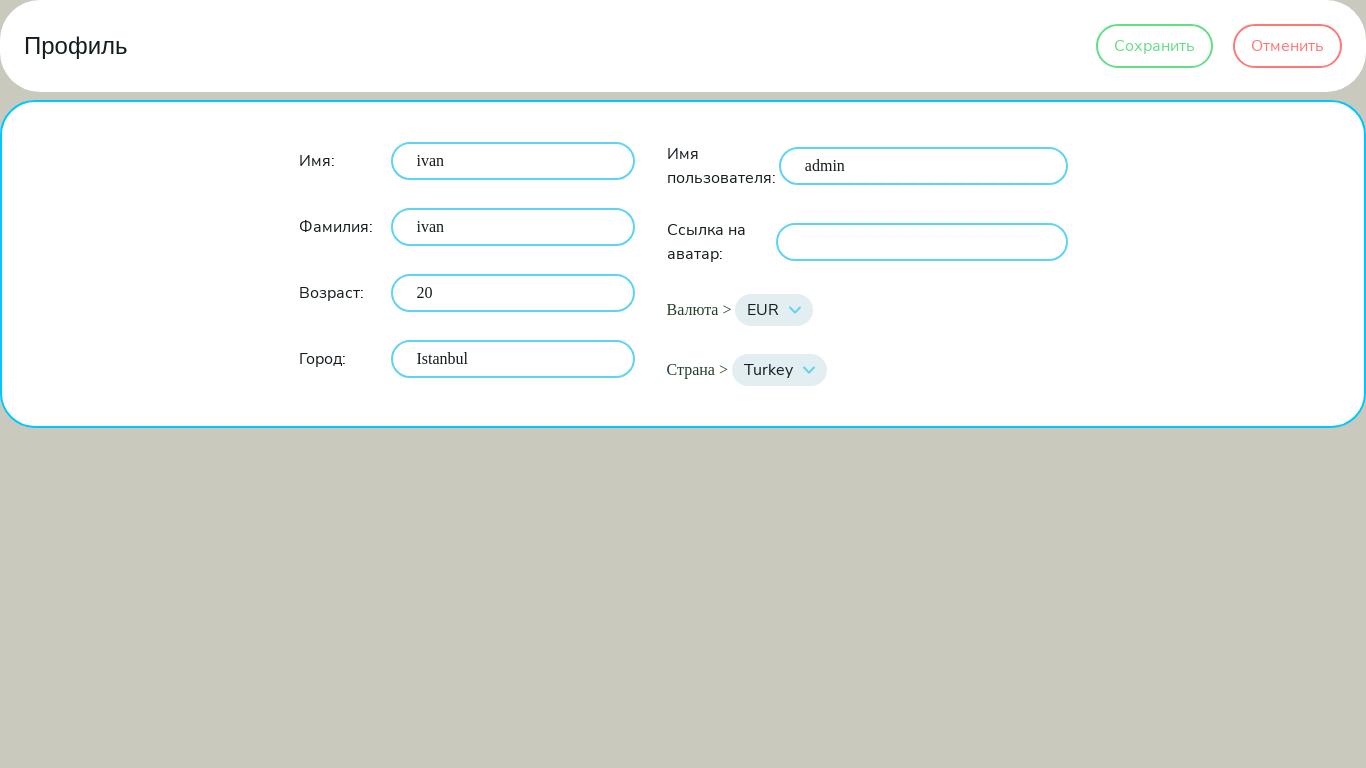 Профиль
Сохранить
Отменить
Имя:
ivan
Фамилия:
ivan
Возраст:
20
Город:
Istanbul
Имя
пользователя:
admin
Ссылка на
аватар:
Валюта >
EUR
Страна >
Turkey